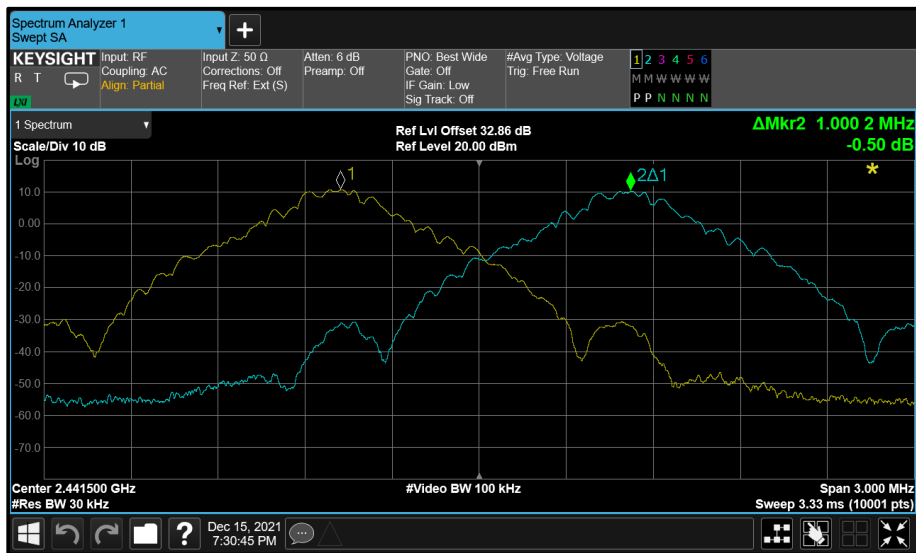 Spectrum Analyzer 1
Swept SA
KEYSIGHT
R T
LXI
Input: RF
Coupling: AC
Align: Partial
Input Z: 50 Ω
Corrections: Off
Freq Ref: Ext (S)
Atten: 6 dB
Preamp: Off
PNO: Best Wide
Gate: Off
IF Gain: Low
Sig Track: Off
#Avg Type: Voltage
Trig: Free Run
1 2 3 4 5 6
M M W W W W
P P N N N N
1 Spectrum
Scale/Div 10 dB
Ref Lvl Offset 32.86 dB
Ref Level 20.00 dBm
ΔMkr2 1.000 2 MHz
-0.50 dB
Log
1
2Δ1
10.0
0.00
-10.0
-20.0
-30.0
-40.0
-50.0
-60.0
-70.0
Center 2.441500 GHz
#Video BW 100 kHz
Span 3.000 MHz
#Res BW 30 kHz
Sweep 3.33 ms (10001 pts)
?
Dec 15, 2021
7:30:45 PM